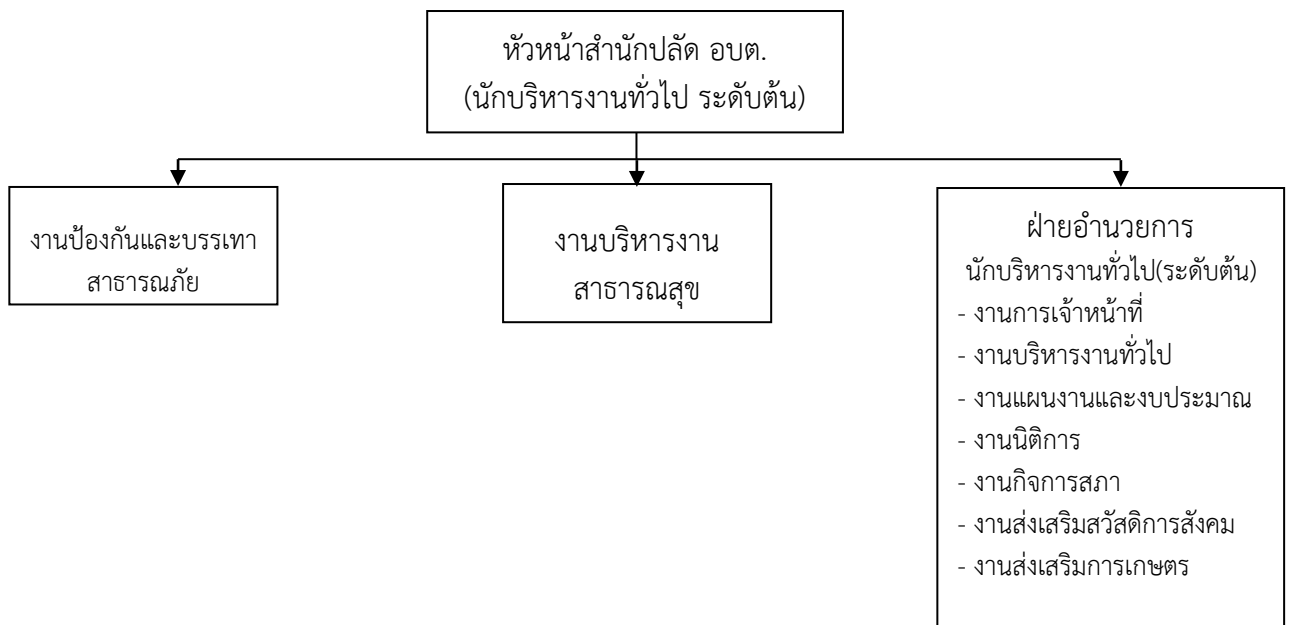 หัวหน้าสำนักปลัด อบต.
(นักบริหารงานทั่วไป ระดับต้น)
งานป้องกันและบรรเทา
สาธารณภัย
งานบริหารงาน
สาธารณสุข
ฝ่ายอำนวยการ
นักบริหารงานทั่วไป(ระดับต้น)
- งานการเจ้าหน้าที่
- งานบริหารงานทั่วไป
- งานแผนงานและงบประมาณ
- งานนิติการ
- งานกิจการสภา
- งานส่งเสริมสวัสดิการสังคม
- งานส่งเสริมการเกษตร